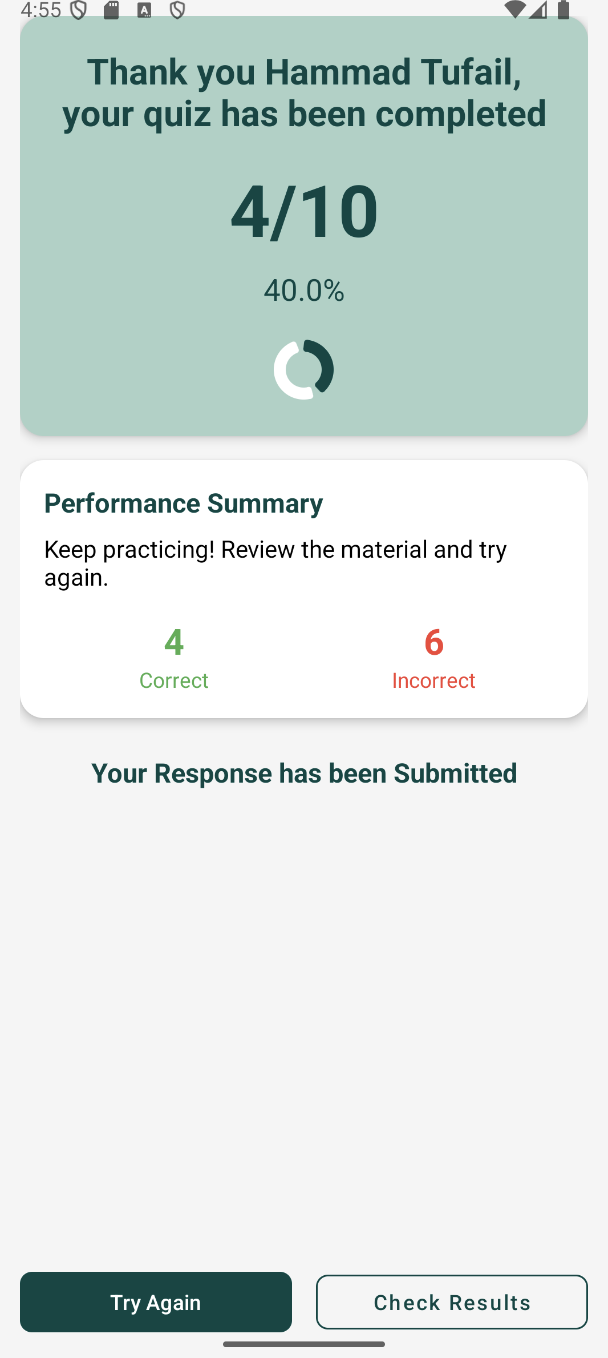 4:55
Thank you Hammad Tufail,
your quiz has been completed
4/10
40.0%
Performance Summary
Keep practicing! Review the material and try
again.
4 6
Correct Incorrect
Your Response has been Submitted
Try Again Check Results